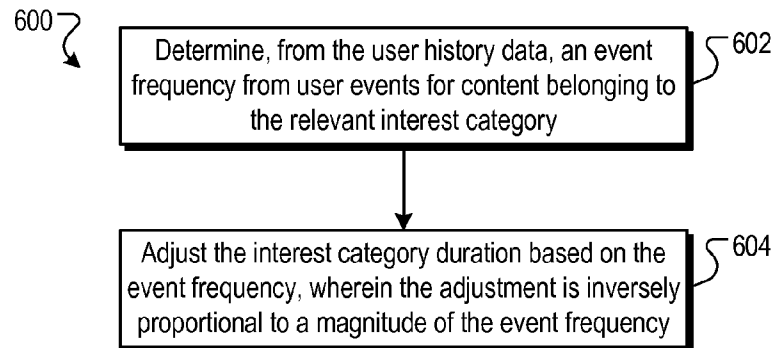 600
Determine, from the user history data, an event
frequency from user events for content belonging to
the relevant interest category
602
Adjust the interest category duration based on the
event frequency, wherein the adjustment is inversely
proportional to a magnitude of the event frequency
604